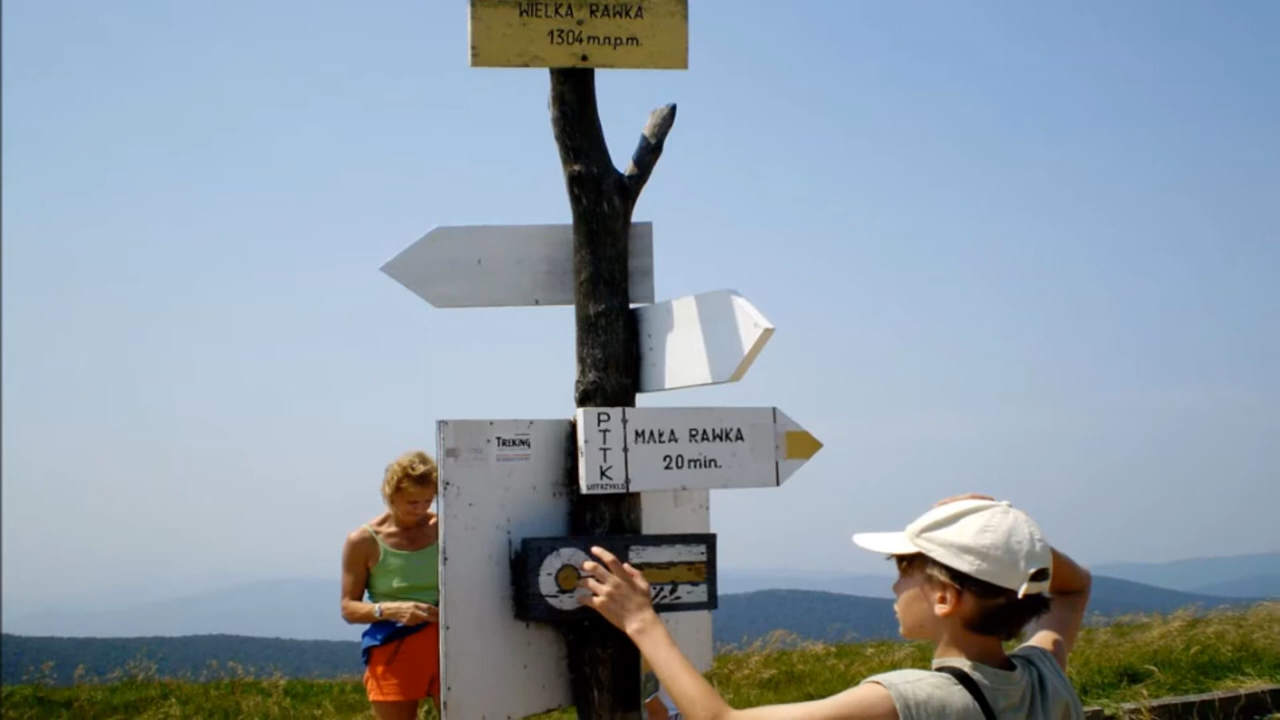 WIELKA RAWKA
1304 m n.p.m.
PTTK
MAŁA RAWKA
20 min.
TREKING